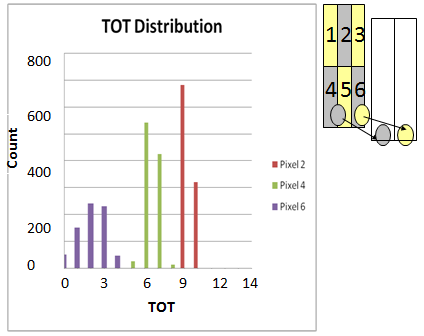 TOT Distribution
800
600
400
200
0
Count
0 3 6 9 12 14
TOT
Pixel 2
Pixel 4
Pixel 6
1 2 3
4 5 6